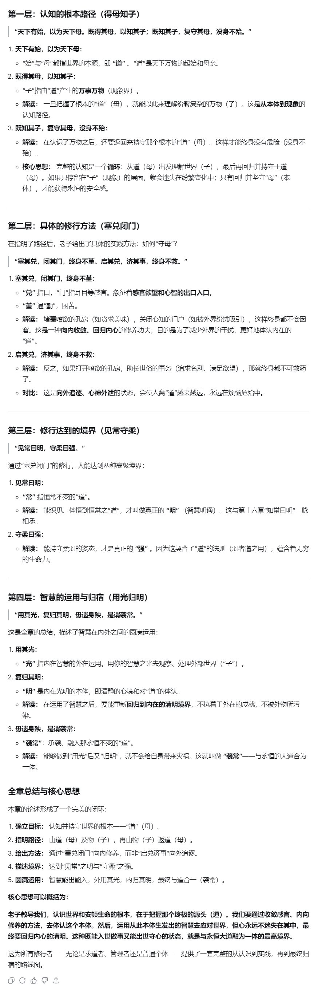 第一层：认知的根本路径（得母知子）
“天下有始，以为天下母。既得其母，以知其子；既知其子，复守其母，没身不殆。”
1. 天下有始，以为天下母：
“始”与“母”都指世界的本源，即 “道” 。“道”是天下万物的起始和母亲。
2. 既得其母，以知其子：
“子”指由“道”产生的万事万物（现象界）。
解读： 一旦把握了根本的“道”（母），就能以此来理解纷繁复杂的万物（子）。这是从本体到现象的
认知路径。
3. 既知其子，复守其母，没身不殆：
解读： 在认识了万物之后，还要返回来持守那个根本的“道”（母）。这样才能终身没有危险（没身不
殆）。
核心思想： 完整的认知是一个循环：从道（母）出发理解世界（子），最后再回归并持守于道
（母）。如果只停留在“子”（现象）的层面，就会迷失在纷繁变化中；只有回归并坚守“母”（本
体），才能获得永恒的安全感。
第二层：具体的修行方法（塞兑闭门）
在指明了路径后，老子给出了具体的实践方法：如何“守母”？
“塞其兑，闭其门，终身不堇。启其兑，济其事，终身不救。”
1. 塞其兑，闭其门，终身不堇：
“兑” 指口，“门”指耳目等感官。象征着感官欲望和心智的出口入口。
“堇” 通“勤”，困苦。
解读： 堵塞嗜欲的孔窍（如贪求美味），关闭心知的门户（如被外界纷扰吸引），这样终身都不会困
窘。这是一种向内收敛、回归内心的修养功夫，目的是为了减少外界的干扰，更好地体认内在的
“道”。
2. 启其兑，济其事，终身不救：
解读： 反之，如果打开嗜欲的孔窍，助长世俗的事务（追求名利、满足欲望），那就终身都不可救药
了。
对比： 这是向外追逐、心神外泄的状态，会使人离“道”越来越远，永远在烦恼危殆中。
第三层：修行达到的境界（见常守柔）
“见常曰明，守柔曰强。”
通过“塞兑闭门”的修行，人能达到两种高级境界：
1. 见常曰明：
“常” 指恒常不变的“道”。
解读： 能识见、体悟到恒常之“道”，才叫做真正的 “明” （智慧明通）。这与第十六章“知常曰明”一脉
相承。
2. 守柔曰强：
解读： 能持守柔弱的姿态，才是真正的 “强” 。因为这契合了“道”的法则（弱者道之用），蕴含着无穷
的生命力。
第四层：智慧的运用与归宿（用光归明）
“用其光，复归其明，毋遗身殃，是谓袭常。”
这是全章的总结，描述了智慧在内外之间的圆满运用：
1. 用其光：
“光” 指内在智慧的外在运用。用你的智慧之光去观察、处理外部世界（“子”）。
2. 复归其明：
“明” 是内在光明的本体，即清静的心境和对“道”的体认。
解读： 在运用了智慧之后，要能重新回归到内在的清明境界，不执着于外在的成就，不被外物所污
染。
3. 毋遗身殃，是谓袭常：
“袭常”：承袭、融入那永恒不变的“道”。
解读： 能够做到“用光”后又“归明”，就不会给自身带来灾祸。这就叫做 “袭常”——与永恒的大道合为
一体。
全章总结与核心思想
本章的论述形成了一个完美的闭环：
1. 确立目标： 认知并持守世界的根本——“道”（母）。
2. 指明路径： 由道（母）及物（子），再由物（子）返道（母）。
3. 给出方法： 通过“塞兑闭门”向内修养，而非“启兑济事”向外追逐。
4. 描述境界： 达到“见常”之明与“守柔”之强。
5. 圆满运用： 智慧能出能入，外用其光，内归其明，最终与道合一（袭常）。
核心思想可以概括为：
老子教导我们，认识世界和安顿生命的根本，在于把握那个终极的源头（道）。我们要通过收敛感官、内向
修养的方法，去体认这个本体。然后，运用从此本体生发出的智慧去应对世界，但心永远不迷失在其中，最
终要回归内心的清明。这种既能入世做事又能出世守心的状态，就是与永恒大道融为一体的最高境界。
这为所有修行者——无论是求道者、管理者还是普通个体——提供了一套完整的从认识到实践，再到最终归
宿的路线图。